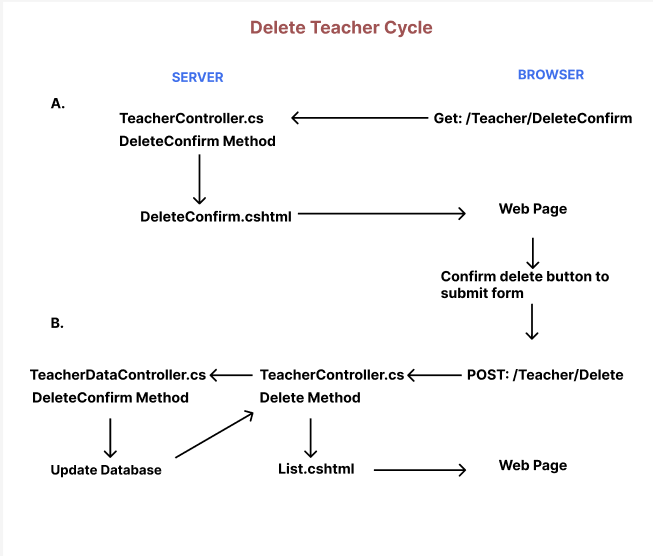 Delete Teacher Cycle
SERVER
BROWSER
A.
TeacherController.cs
Get: /Teacher/DeleteConfirm
DeleteConfirm Method
DeleteConfirm.cshtml
Web Page
Confirm delete button to
submit form
B.
TeacherDataController.cs
TeacherController.cs
POST: /Teacher/Delete
DeleteConfirm Method
Delete Method
Update Database
List.cshtml
Web Page